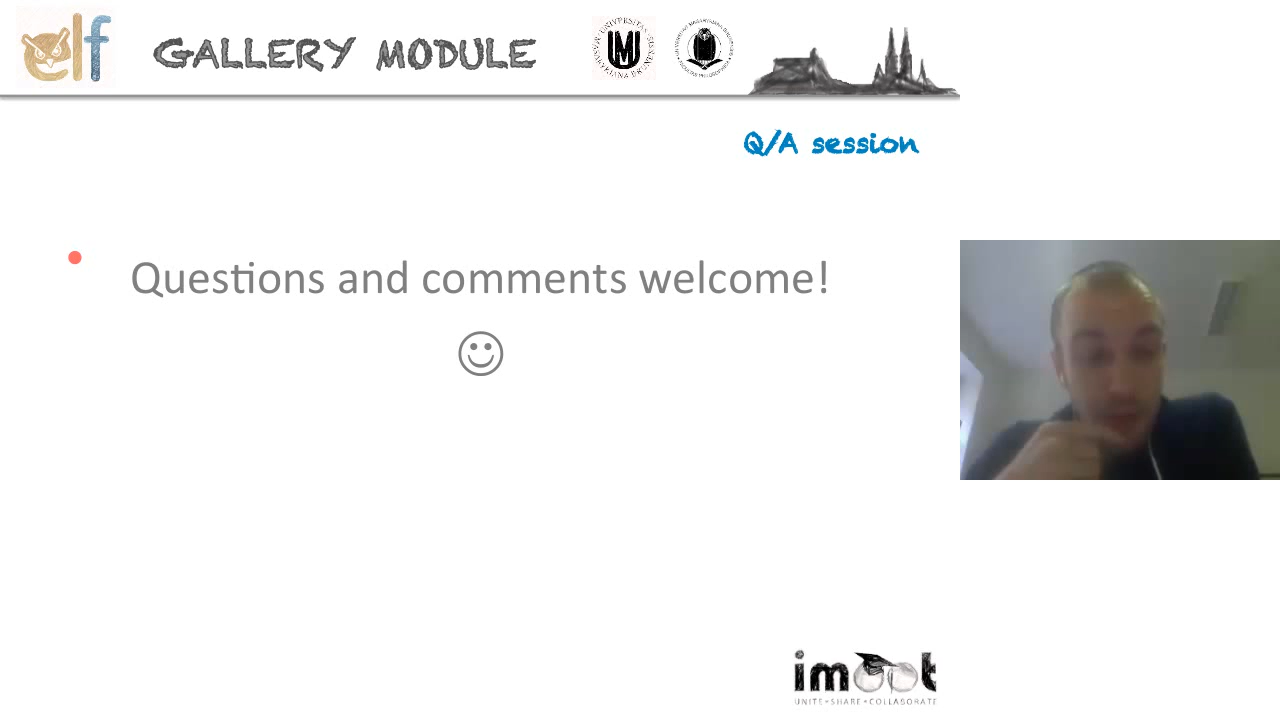 elf
GALLERY MODULE
Q/A session
Questions and comments welcome!
imoot
UNITE•SHARE•COLLABORATE